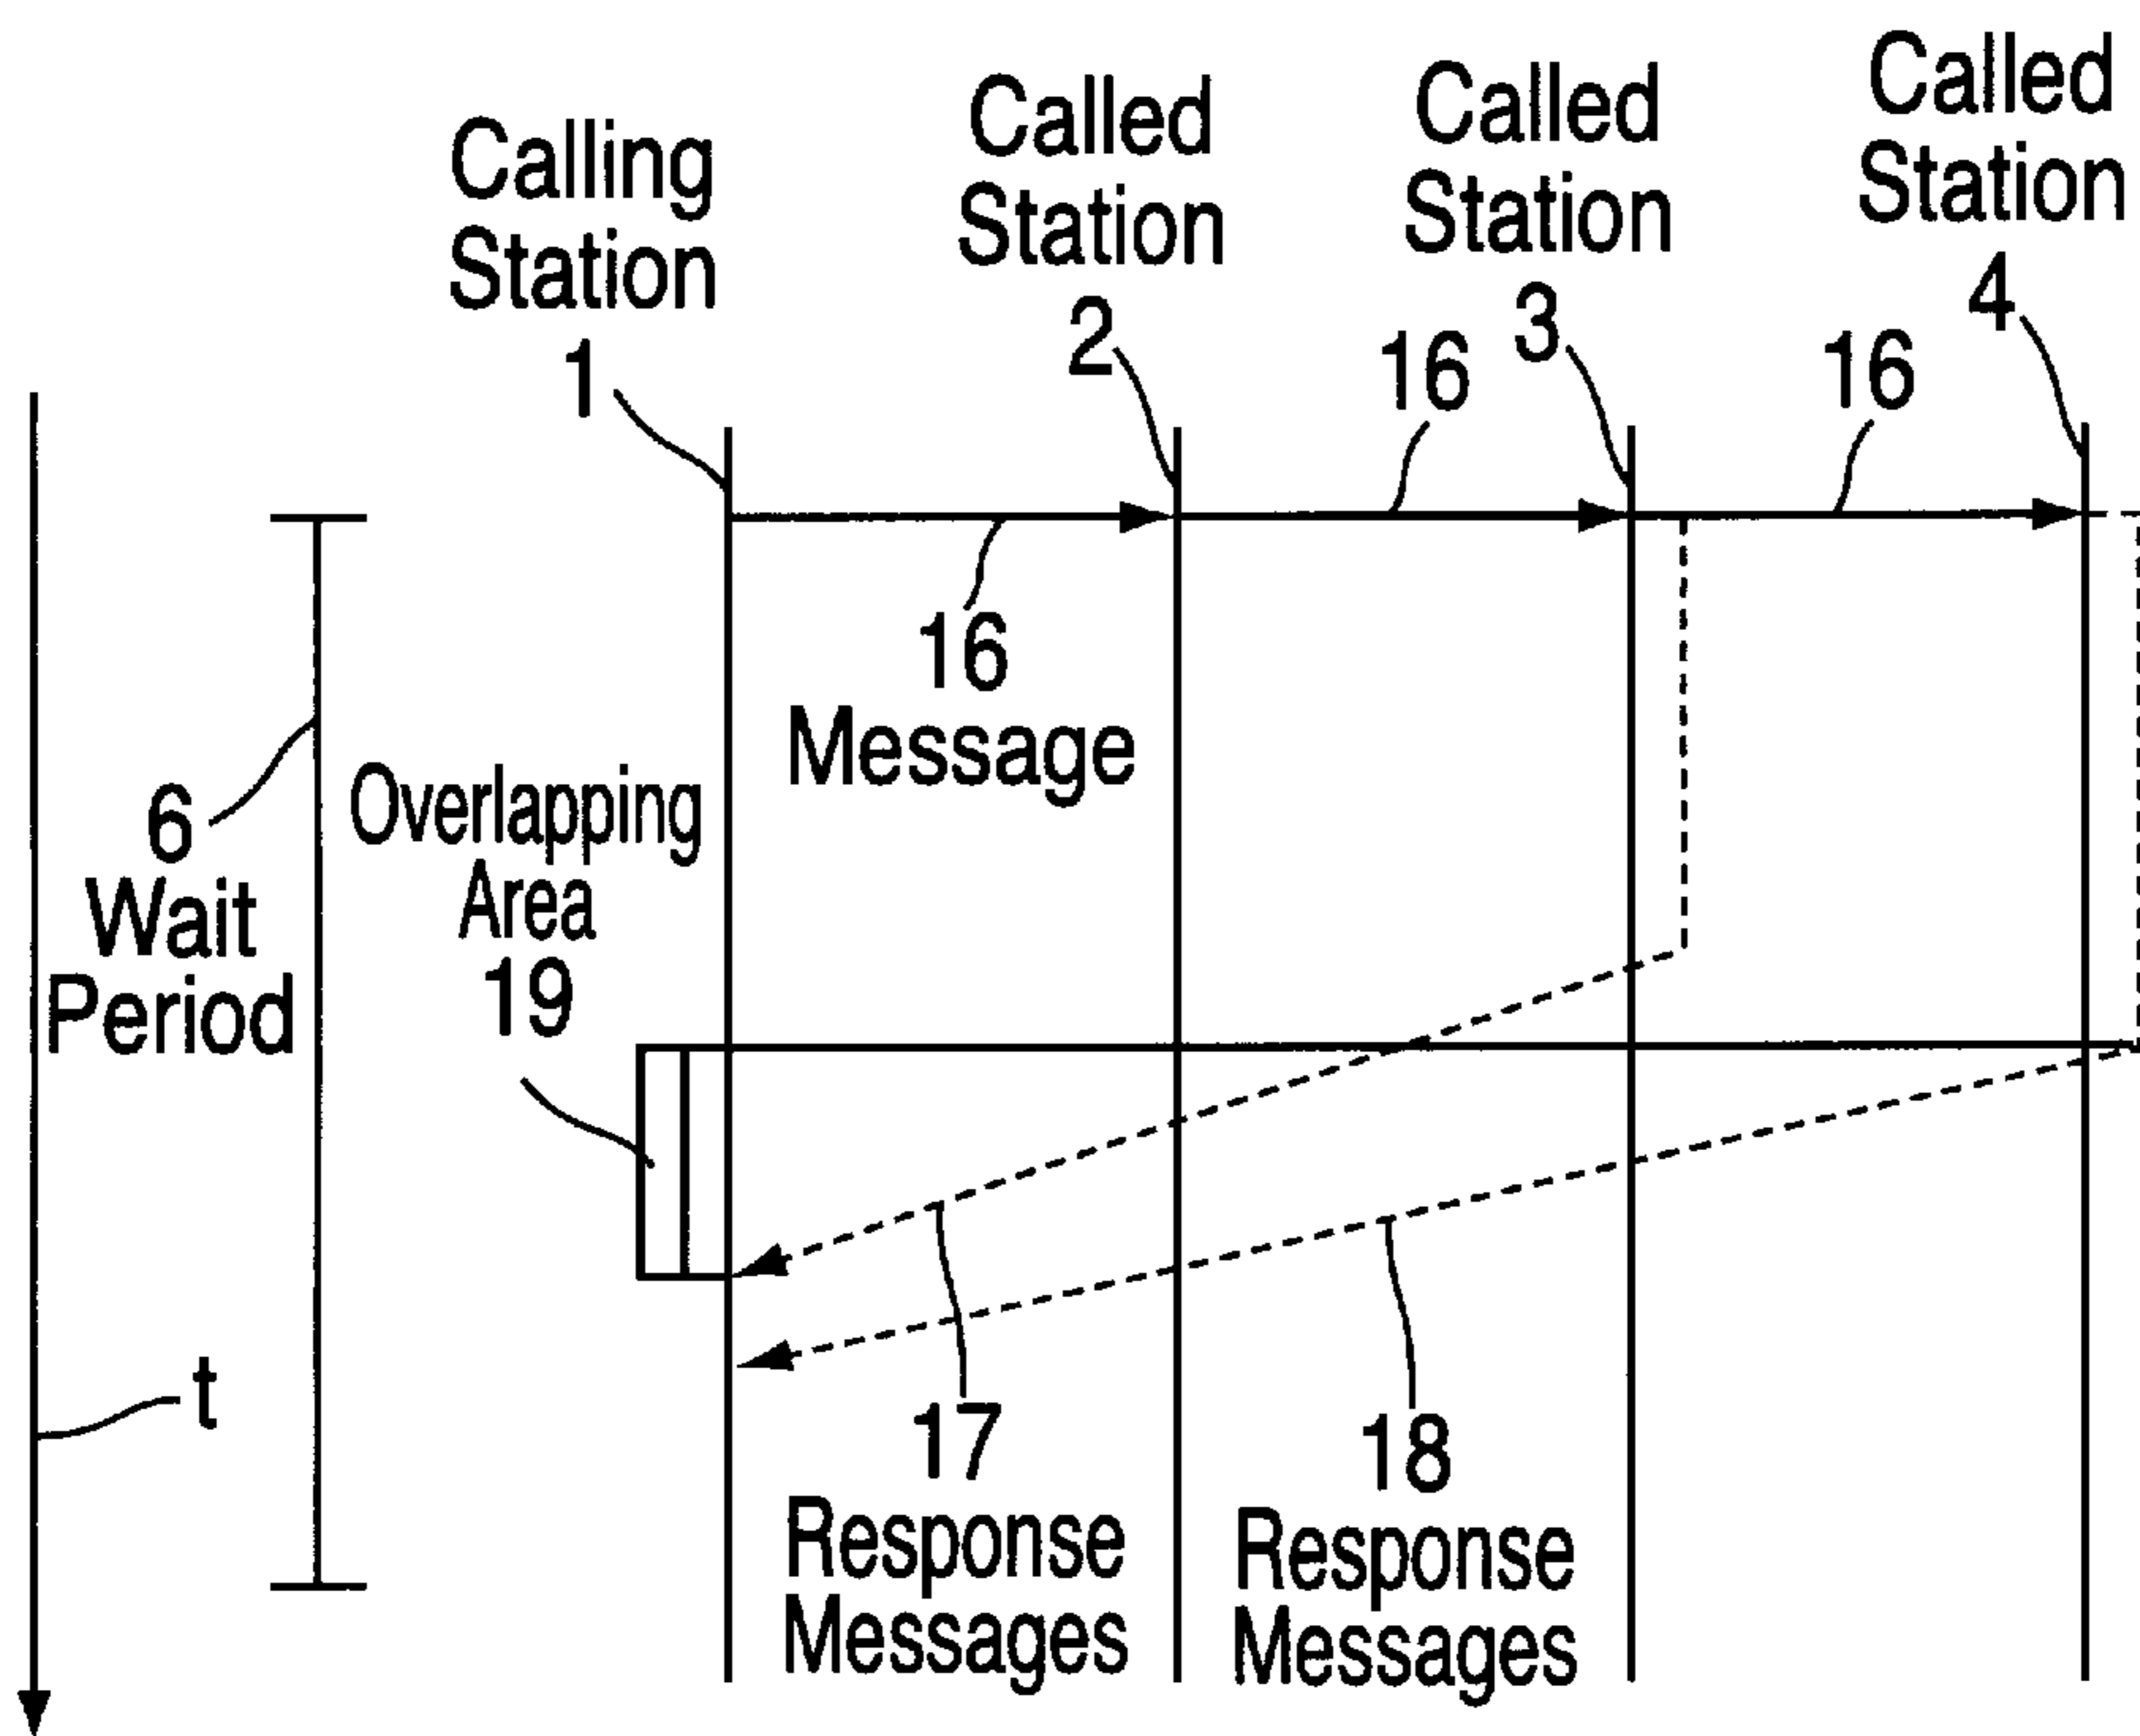 Calling
Station
1
Called
Station
2
Called
Station
3
Called
Station
4
16
16
16
Message
6
Wait
Period
Overlapping
Area
19
t
17
Response
Messages
18
Response
Messages